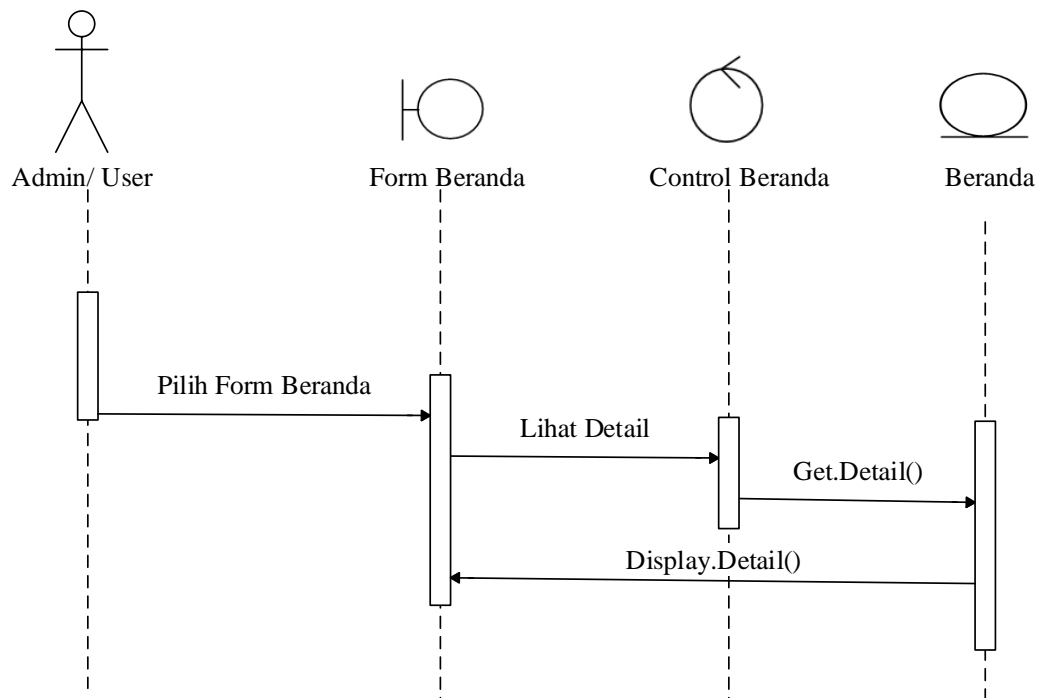 Admin/ User
Form Beranda
Control Beranda
Beranda
Pilih Form Beranda
Lihat Detail
Get.Detail()
Display.Detail()